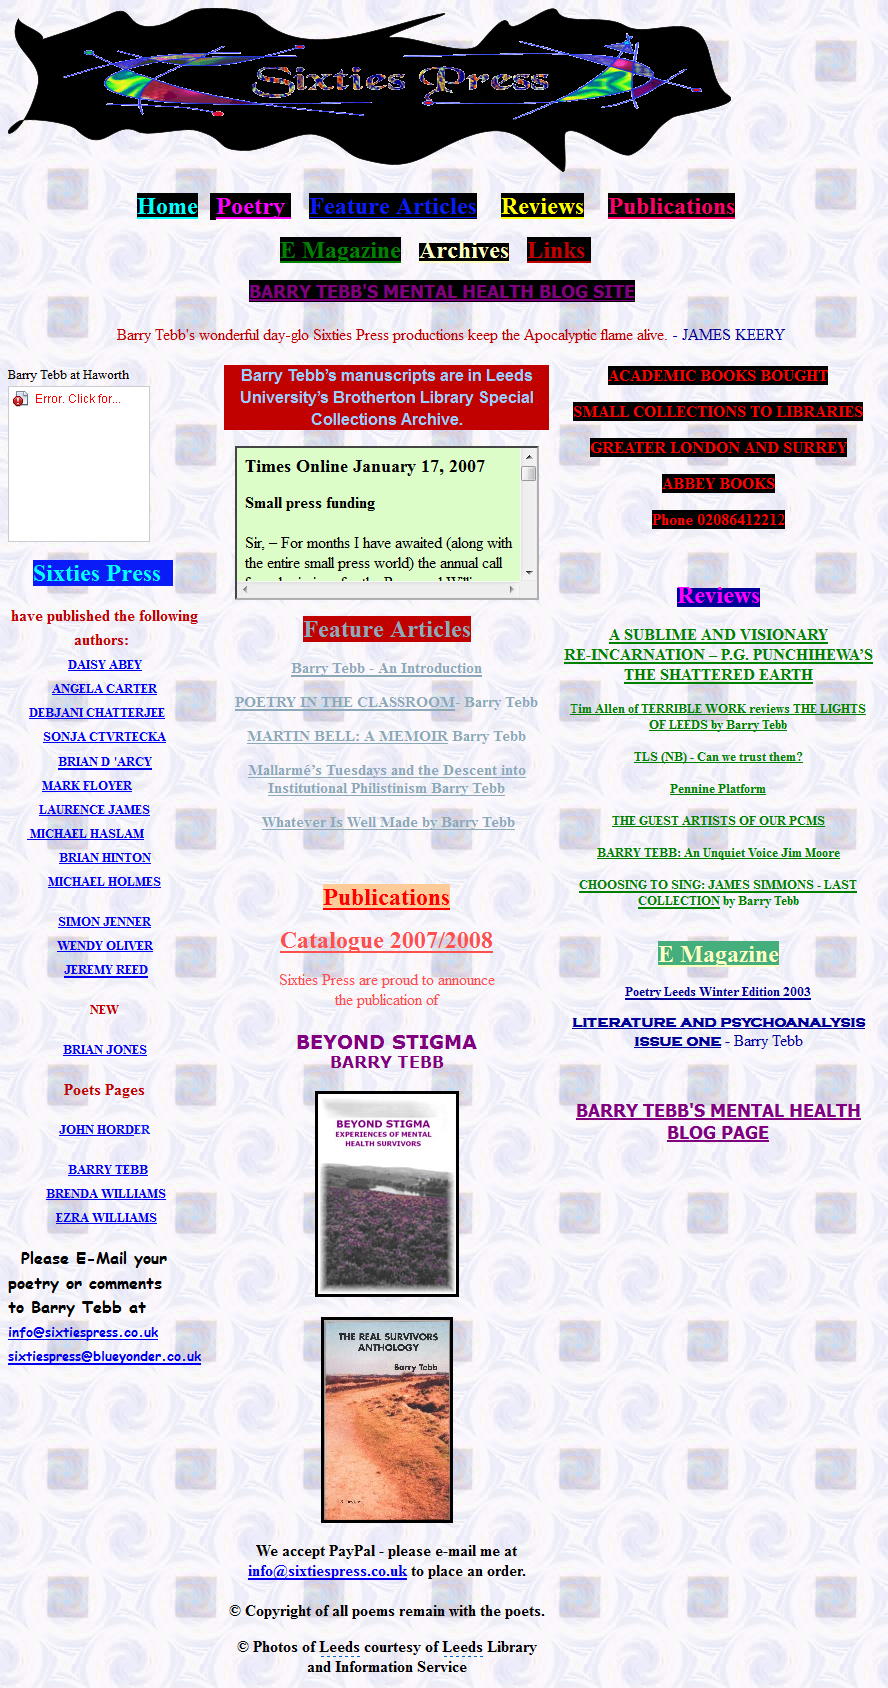 Sixties Press
Home Poetry Feature Articles Reviews Publications
E Magazine Archives Links
BARRY TEBB'S MENTAL HEALTH BLOG SITE
Barry Tebb's wonderful day-glo Sixties Press productions keep the Apocalyptic flame alive. - JAMES KEERY
Barry Tebb at Haworth
Error. Click for...
Sixties Press
have published the following
authors:
DAISY ABEY
ANGELA CARTER
DEBJANI CHATTERJEE
SONJA CTVRTECKA
BRIAN D 'ARCY
MARK FLOYER
LAURENCE JAMES
MICHAEL HASLAM
BRIAN HINTON
MICHAEL HOLMES
SIMON JENNER
WENDY OLIVER
JEREMY REED
NEW
BRIAN JONES
Poets Pages
JOHN HORDER
BARRY TEBB
BRENDA WILLIAMS
EZRA WILLIAMS
Please E-Mail your
poetry or comments
to Barry Tebb at
info@sixtiespress.co.uk
sixtiespress@blueyonder.co.uk
Barry Tebb’s manuscripts are in Leeds
University’s Brotherton Library Special
Collections Archive.
Times Online January 17, 2007
Small press funding
Sir, – For months I have awaited (along with
the entire small press world) the annual call
Feature Articles
Barry Tebb - An Introduction
POETRY IN THE CLASSROOM- Barry Tebb
MARTIN BELL: A MEMOIR Barry Tebb
Mallarmé’s Tuesdays and the Descent into
Institutional Philistinism Barry Tebb
Whatever Is Well Made by Barry Tebb
Publications
Catalogue 2007/2008
Sixties Press are proud to announce
the publication of
BEYOND STIGMA
BARRY TEBB
BEYOND STIGMA
EXPERIENCES OF MENTAL
HEALTH SURVIVORS
THE REAL SURVIVORS
ANTHOLOGY
Barry Tebb
We accept PayPal - please e-mail me at
info@sixtiespress.co.uk to place an order.
© Copyright of all poems remain with the poets.
© Photos of Leeds courtesy of Leeds Library
and Information Service
ACADEMIC BOOKS BOUGHT
SMALL COLLECTIONS TO LIBRARIES
GREATER LONDON AND SURREY
ABBEY BOOKS
Phone 02086412212
Reviews
A SUBLIME AND VISIONARY
RE-INCARNATION – P.G. PUNCHIHEWA’S
THE SHATTERED EARTH
Tim Allen of TERRIBLE WORK reviews THE LIGHTS
OF LEEDS by Barry Tebb
TLS (NB) - Can we trust them?
Pennine Platform
THE GUEST ARTISTS OF OUR PCMS
BARRY TEBB: An Unquiet Voice Jim Moore
CHOOSING TO SING: JAMES SIMMONS - LAST
COLLECTION by Barry Tebb
E Magazine
Poetry Leeds Winter Edition 2003
LITERATURE AND PSYCHOANALYSIS
ISSUE ONE - Barry Tebb
BARRY TEBB'S MENTAL HEALTH
BLOG PAGE